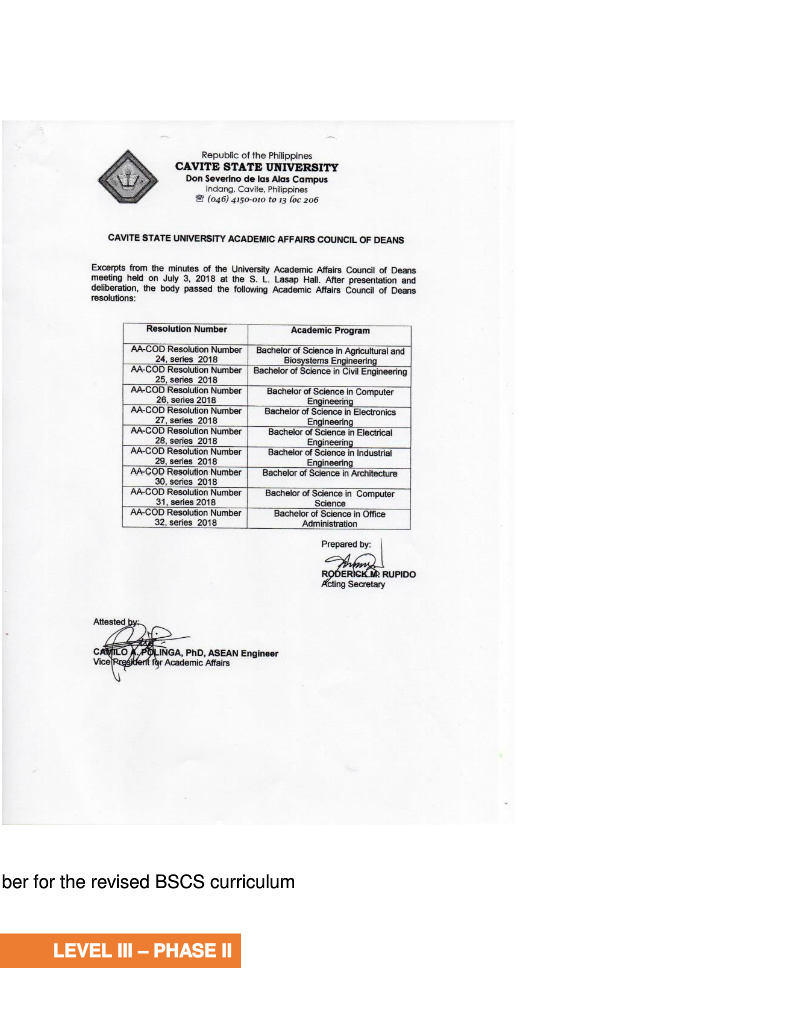 Republic of the Philippines
CAVITE STATE UNIVERSITY
Don Severino de las Alas Campus
Indang, Cavite, Philippines
☏ (046) 4150-010 to 13 loc 206
CAVITE STATE UNIVERSITY ACADEMIC AFFAIRS COUNCIL OF DEANS
Excerpts from the minutes of the University Academic Affairs Council of Deans
meeting held on July 3, 2018 at the S. L. Lasap Hall. After presentation and
deliberation, the body passed the following Academic Affairs Council of Deans
resolutions:
Resolution Number Academic Program
AA-COD Resolution Number Bachelor of Science in Agricultural and
24, series 2018 Biosystems Engineering
AA-COD Resolution Number Bachelor of Science in Civil Engineering
25, series 2018
AA-COD Resolution Number Bachelor of Science in Computer
26, series 2018 Engineering
AA-COD Resolution Number Bachelor of Science in Electronics
27, series 2018 Engineering
AA-COD Resolution Number Bachelor of Science in Electrical
28, series 2018 Engineering
AA-COD Resolution Number Bachelor of Science in Industrial
29, series 2018 Engineering
AA-COD Resolution Number Bachelor of Science in Architecture
30, series 2018
AA-COD Resolution Number Bachelor of Science in Computer
31, series 2018 Science
AA-COD Resolution Number Bachelor of Science in Office
32, series 2018 Administration
Prepared by:
RODERICK M. RUPIDO
Acting Secretary
Attested by:
CAMILO A. POLINGA, PhD, ASEAN Engineer
Vice President for Academic Affairs
ber for the revised BSCS curriculum
LEVEL III – PHASE II